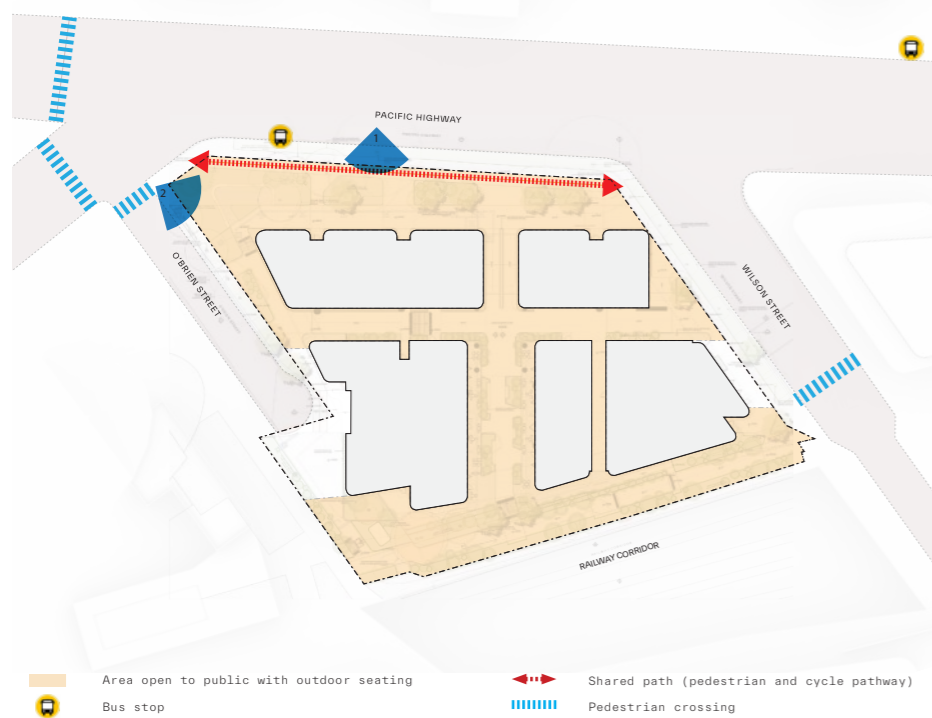 PACIFIC HIGHWAY
1
2
O'BRIEN STREET
WILSON STREET
RAILWAY CORRIDOR
Area open to public with outdoor seating
Shared path (pedestrian and cycle pathway)
Bus stop
Pedestrian crossing